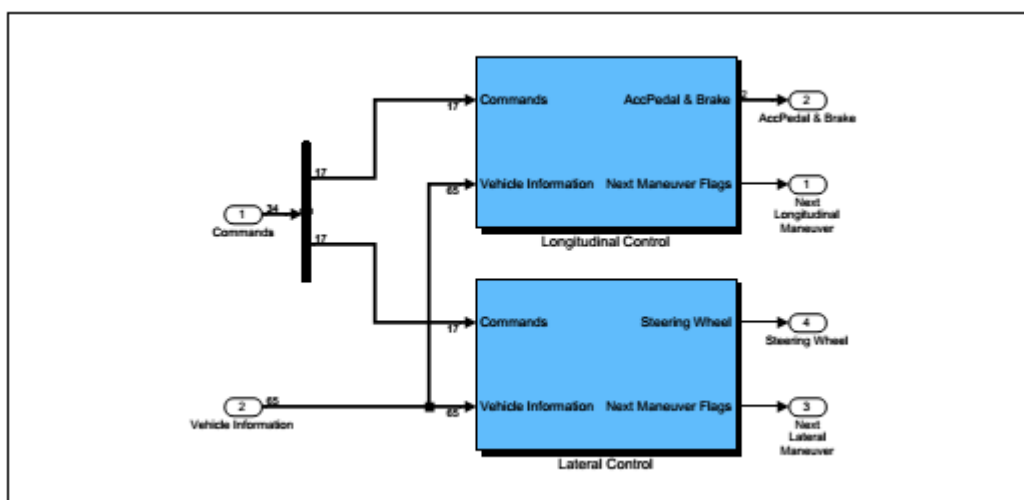 Commands
AccPedal & Brake
2
2
17
AccPedal & Brake
17
Vehicle Information
Next Maneuver Flags
1
65
Next
Longitudinal
Maneuver
1
34
Commands
17
Longitudinal Control
Commands
Steering Wheel
4
17
Steering Wheel
2
65
Vehicle Information
Vehicle Information
Next Maneuver Flags
3
65
Next
Lateral
Maneuver
Lateral Control